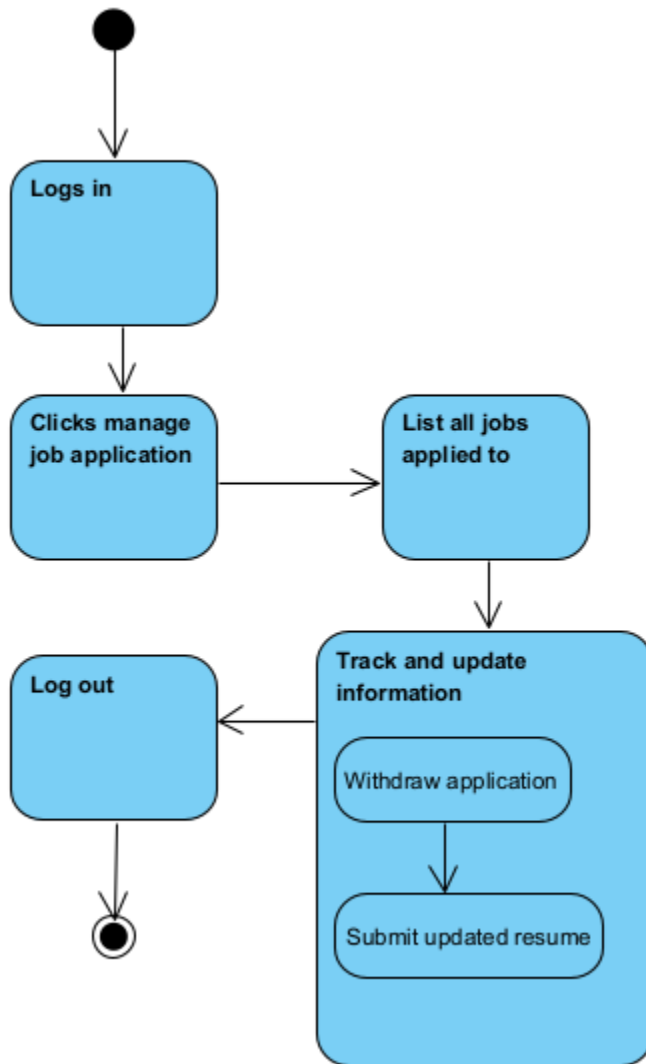 Logs in
Clicks manage
job application
List all jobs
applied to
Track and update
information
Log out
Withdraw application
Submit updated resume